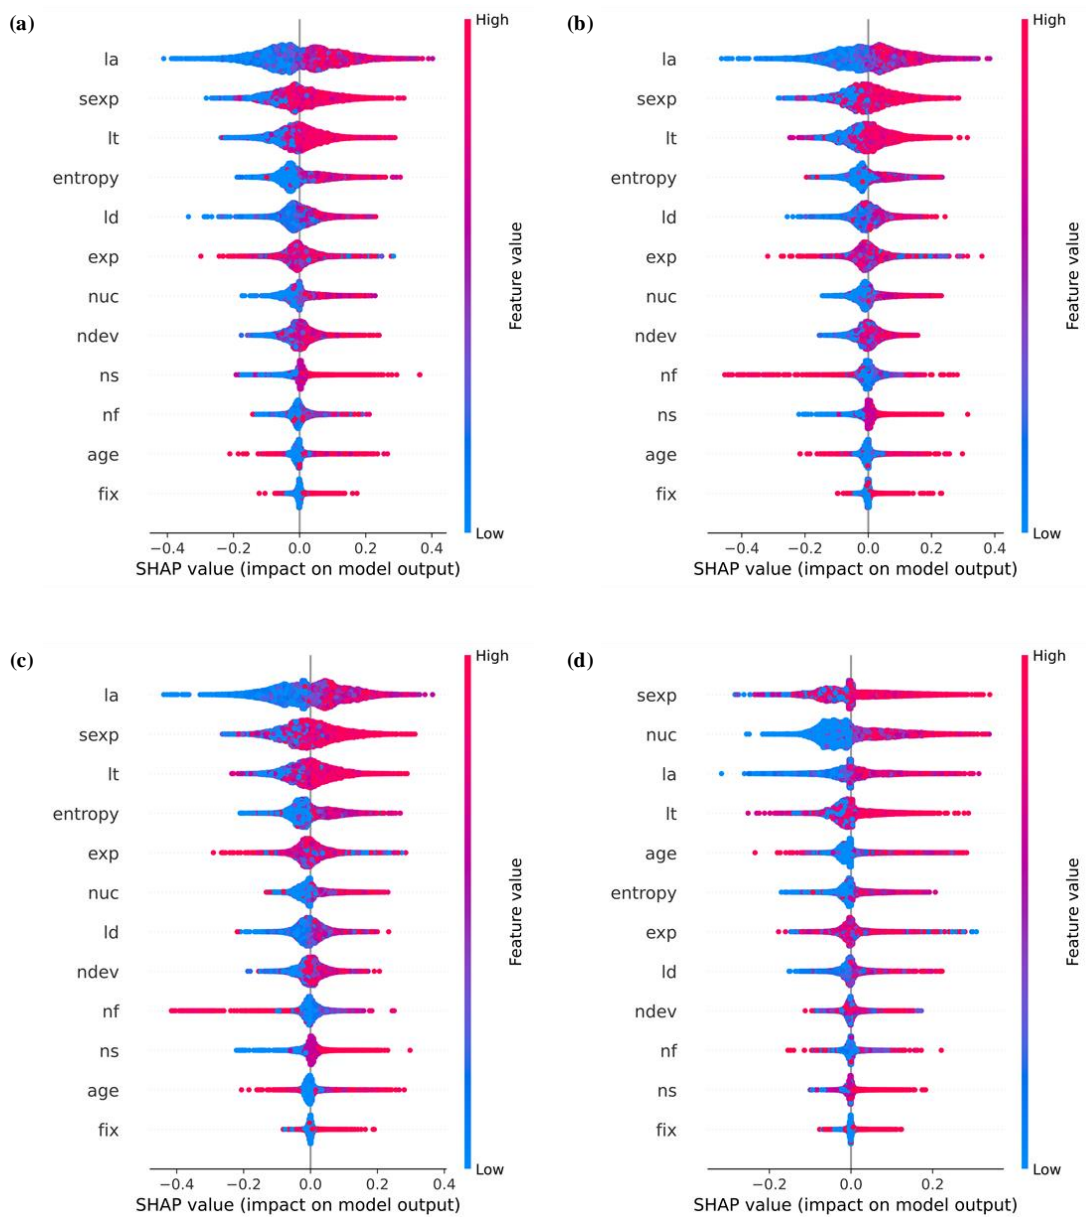 (a)
High
la
sexp
lt
entropy
ld
exp
nuc
ndev
ns
nf
age
fix
Feature value
Low
−0.4 −0.2 0.0 0.2 0.4
SHAP value (impact on model output)
(b)
High
la
sexp
lt
entropy
ld
exp
nuc
ndev
nf
ns
age
fix
Feature value
Low
−0.4 −0.2 0.0 0.2 0.4
SHAP value (impact on model output)
(c)
High
la
sexp
lt
entropy
exp
nuc
ld
ndev
nf
ns
age
fix
Feature value
Low
−0.4 −0.2 0.0 0.2 0.4
SHAP value (impact on model output)
(d)
High
sexp
nuc
la
lt
age
entropy
exp
ld
ndev
nf
ns
fix
Feature value
Low
−0.2 0.0 0.2
SHAP value (impact on model output)